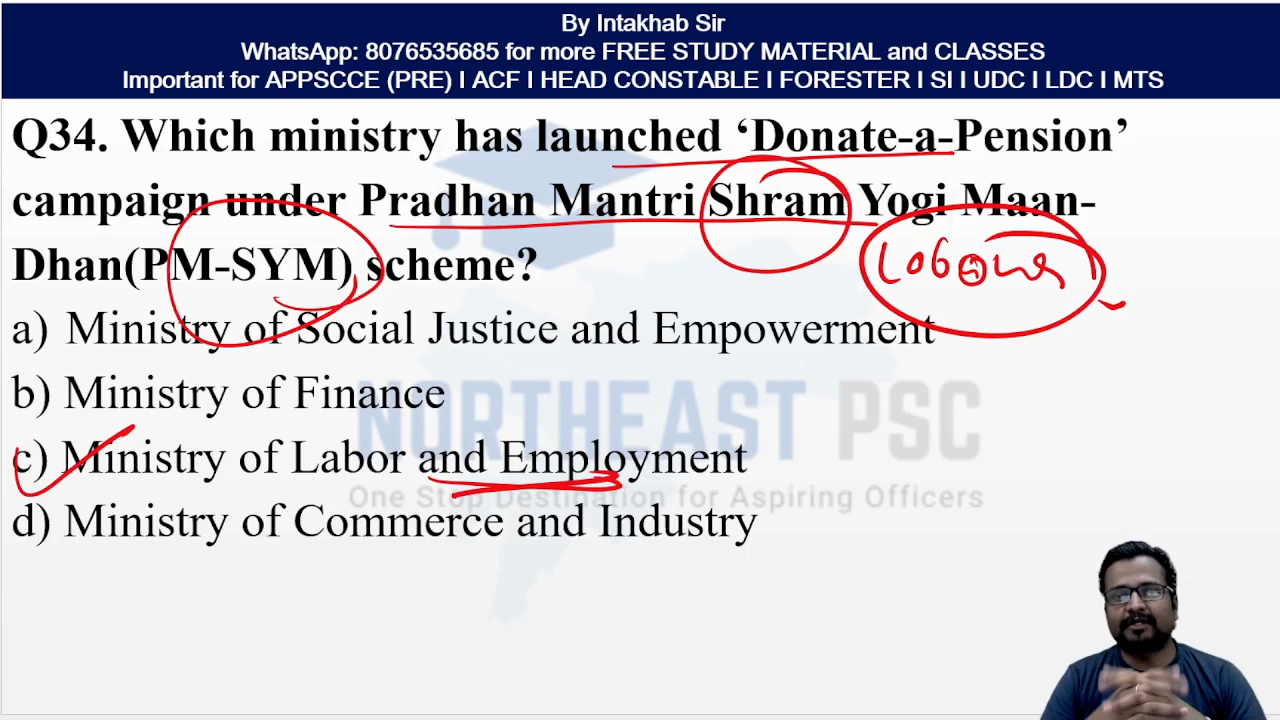 By Intakhab Sir
WhatsApp: 8076535685 for more FREE STUDY MATERIAL and CLASSES
Important for APPSCCE (PRE) I ACF I HEAD CONSTABLE I FORESTER I SI I UDC I LDC I MTS
Q34. Which ministry has launched ‘Donate-a-Pension’
campaign under Pradhan Mantri Shram Yogi Maan-
Dhan(PM-SYM) scheme?
Labour
a) Ministry of Social Justice and Empowerment
b) Ministry of Finance
NORTHEAST PSC
c) Ministry of Labor and Employment
One Stop Destination for Aspiring Officers
d) Ministry of Commerce and Industry